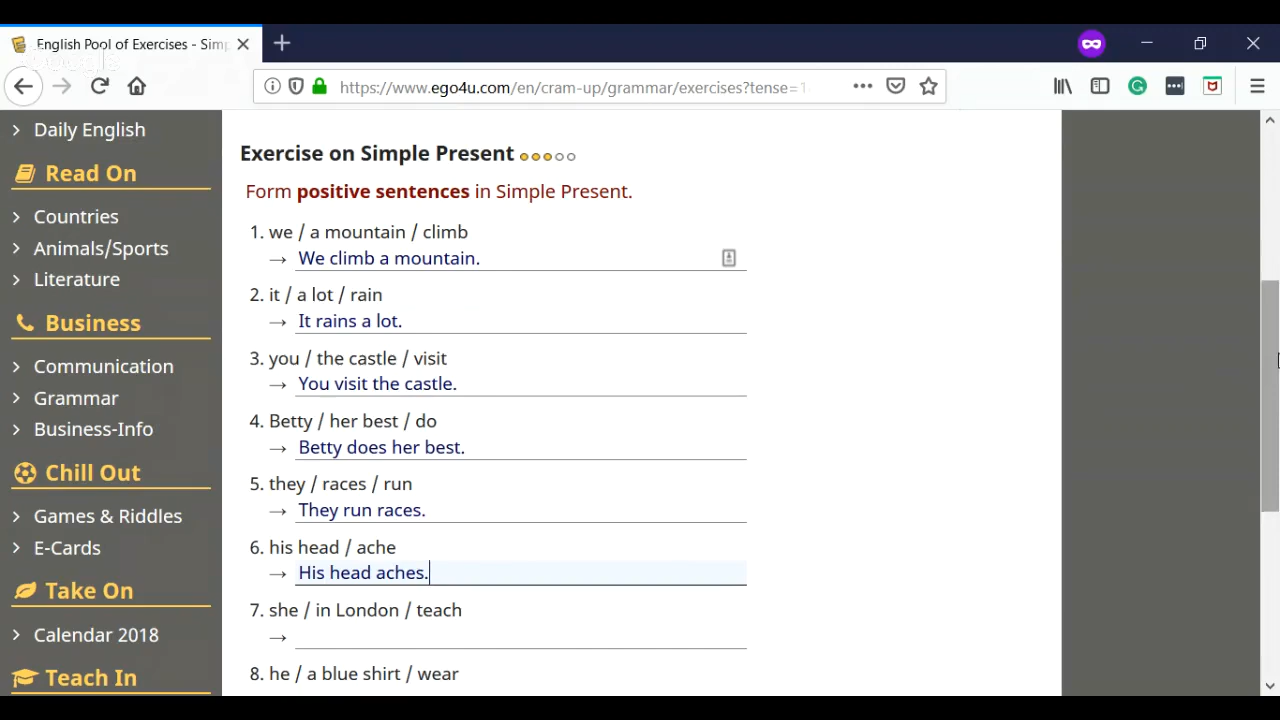 English Pool of Exercises - Simp
https://www.ego4u.com/en/cram-up/grammar/exercises?tense=
Daily English
Read On
Countries
Animals/Sports
Literature
Business
Communication
Grammar
Business-Info
Chill Out
Games & Riddles
E-Cards
Take On
Calendar 2018
Teach In
Exercise on Simple Present
Form positive sentences in Simple Present.
1. we / a mountain / climb
→ We climb a mountain.
2. it / a lot / rain
→ It rains a lot.
3. you / the castle / visit
→ You visit the castle.
4. Betty / her best / do
→ Betty does her best.
5. they / races / run
→ They run races.
6. his head / ache
→ His head aches.
7. she / in London / teach
→
8. he / a blue shirt / wear